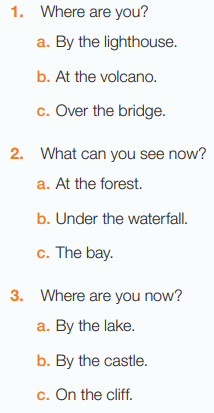 1. Where are you?
a. By the lighthouse.
b. At the volcano.
c. Over the bridge.
2. What can you see now?
a. At the forest.
b. Under the waterfall.
c. The bay.
3. Where are you now?
a. By the lake.
b. By the castle.
c. On the cliff.